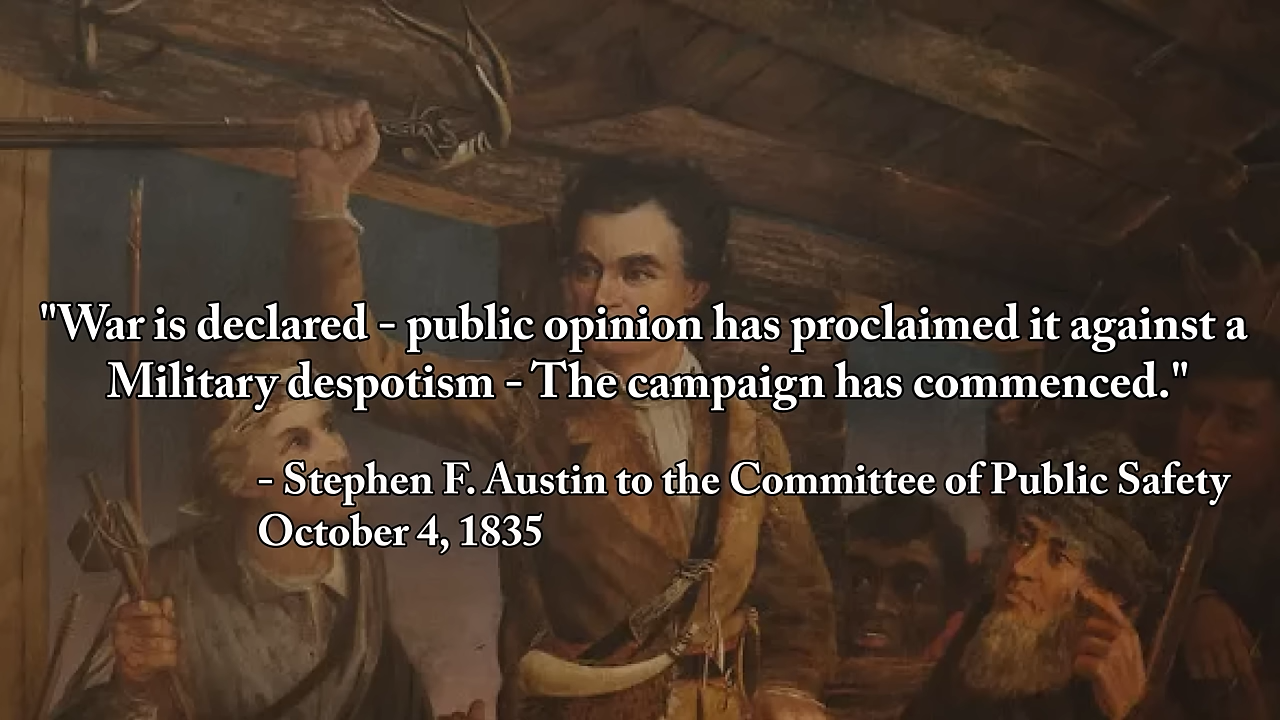 "War is declared - public opinion has proclaimed it against a
Military despotism - The campaign has commenced."
- Stephen F. Austin to the Committee of Public Safety
October 4, 1835